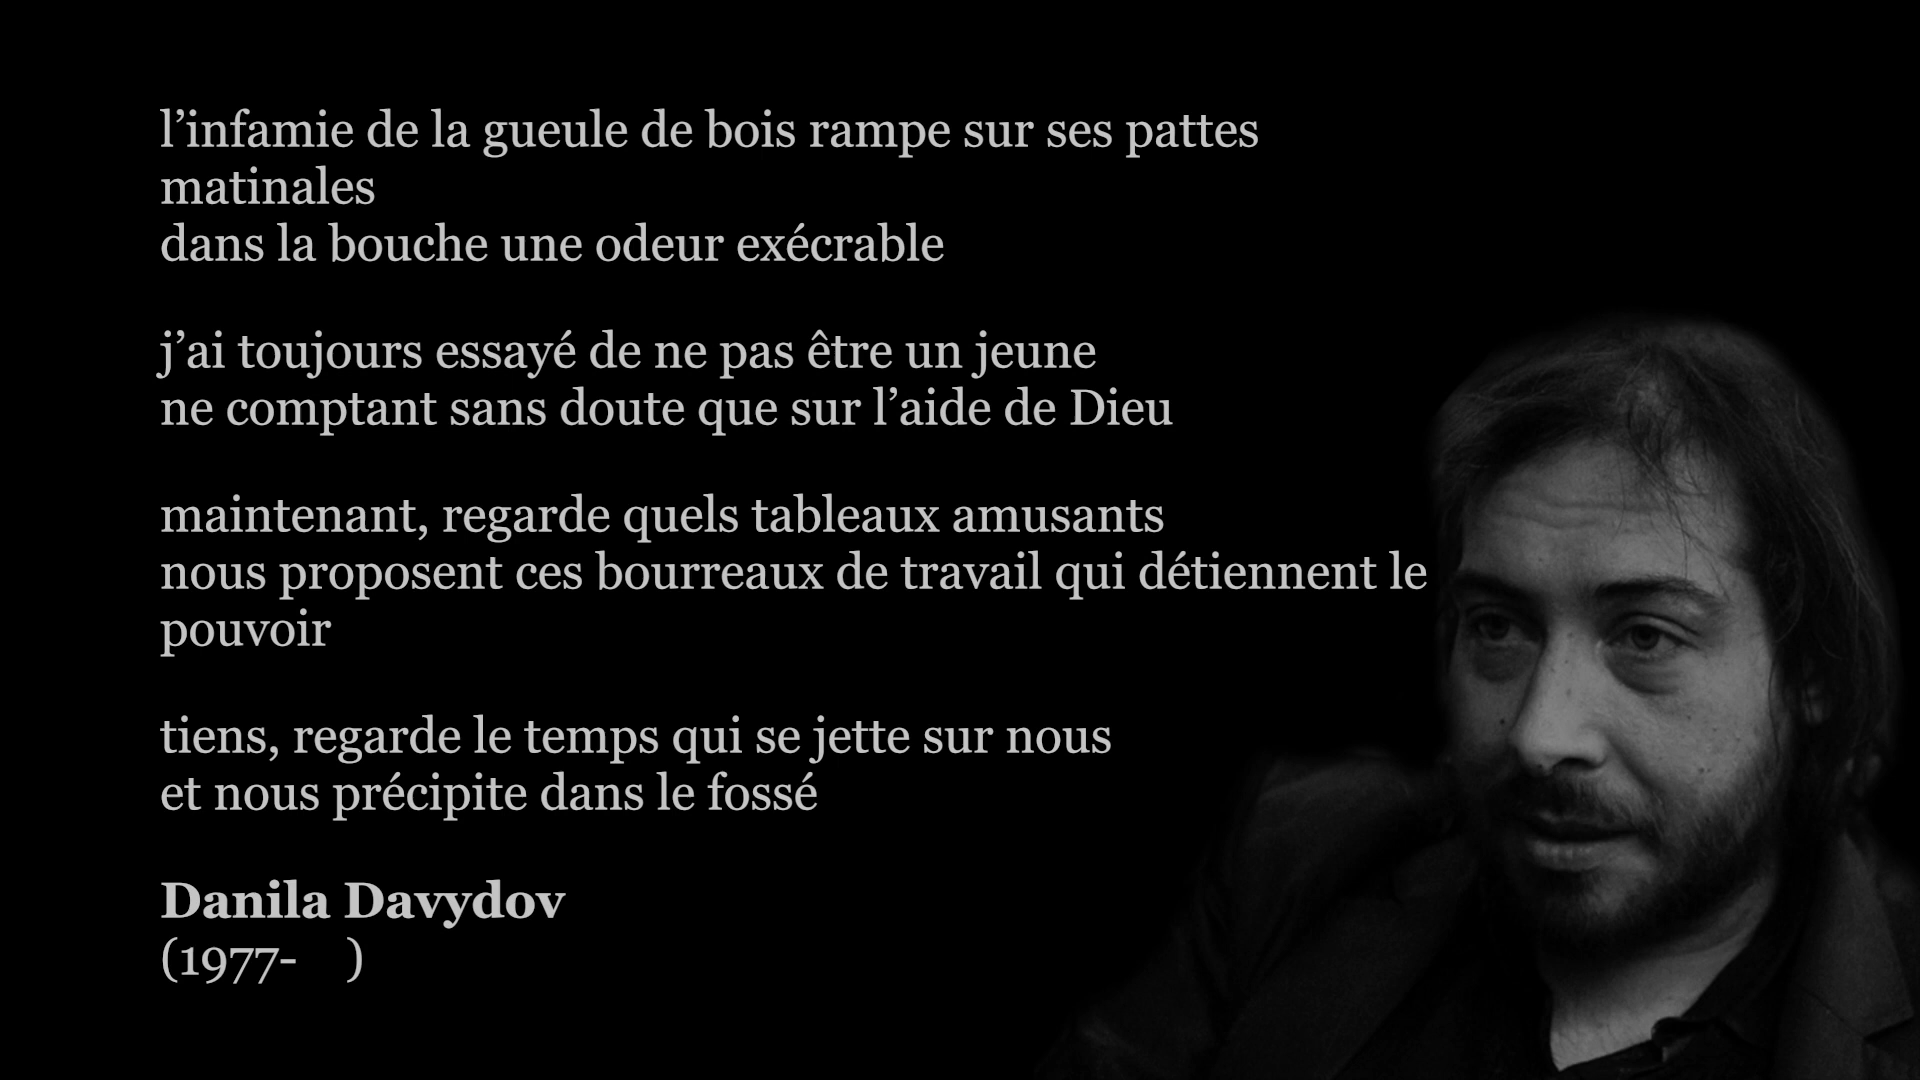 l’infamie de la gueule de bois rampe sur ses pattes
matinales
dans la bouche une odeur exécrable
j’ai toujours essayé de ne pas être un jeune
ne comptant sans doute que sur l’aide de Dieu
maintenant, regarde quels tableaux amusants
nous proposent ces bourreaux de travail qui détiennent le
pouvoir
tiens, regarde le temps qui se jette sur nous
et nous précipite dans le fossé
Danila Davydov
(1977-    )